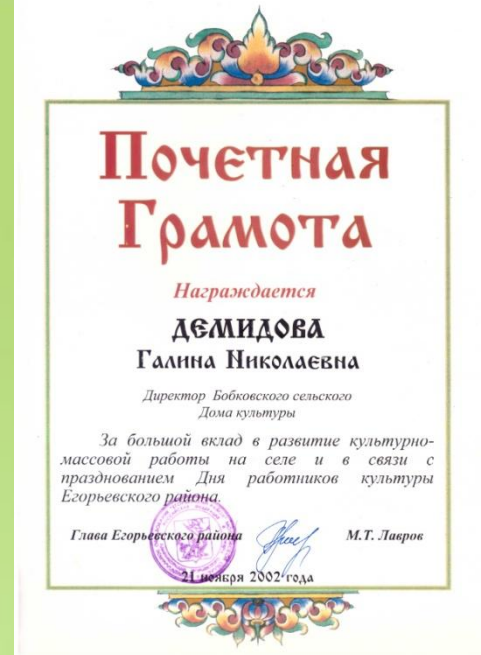 Почетная
Грамота
Награждается
ДЕМИДОВА
Галина Николаевна
Директор Бобковского сельского
Дома культуры
За большой вклад в развитие культурно-
массовой работы на селе и в связи с
празднованием Дня работников культуры
Егорьевского района.
Глава Егорьевского района М.Т. Лавров
21 ноября 2002 года